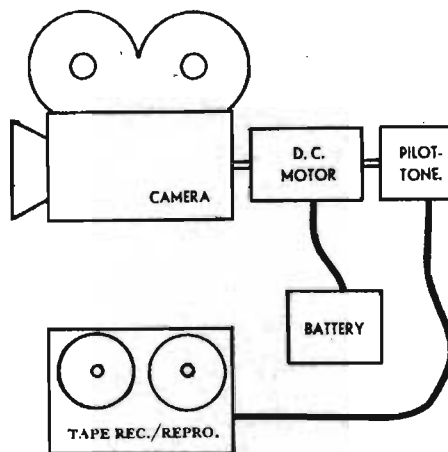 CAMERA
D. C.
MOTOR
PILOT-
TONE.
BATTERY
TAPE REC./REPRO.